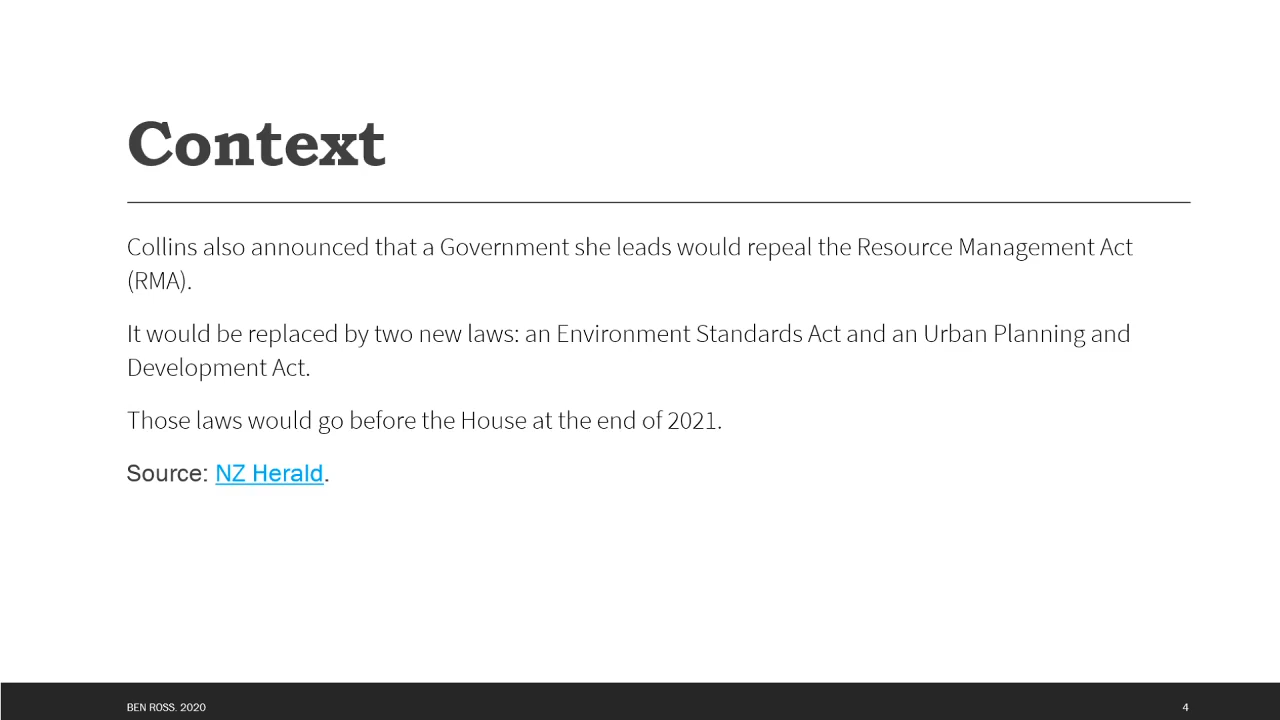 Context
Collins also announced that a Government she leads would repeal the Resource Management Act
(RMA).
It would be replaced by two new laws: an Environment Standards Act and an Urban Planning and
Development Act.
Those laws would go before the House at the end of 2021.
Source: NZ Herald.
BEN ROSS. 2020
4